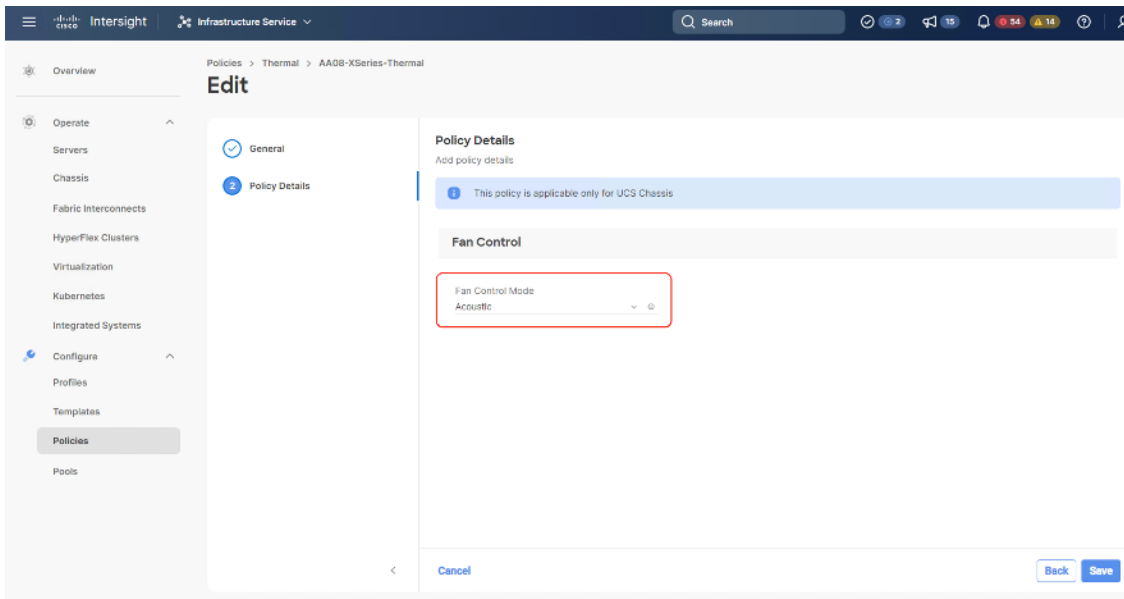 cisco Intersight Infrastructure Service Search 2 15 54 14
Overview
Operate
Servers
Chassis
Fabric Interconnects
HyperFlex Clusters
Virtualization
Kubernetes
Integrated Systems
Configure
Profiles
Templates
Policies
Pools
Policies > Thermal > AA08-XSeries-Thermal
Edit
General
2 Policy Details
Policy Details
Add policy details
This policy is applicable only for UCS Chassis
Fan Control
Fan Control Mode
Acoustic
Cancel Back Save